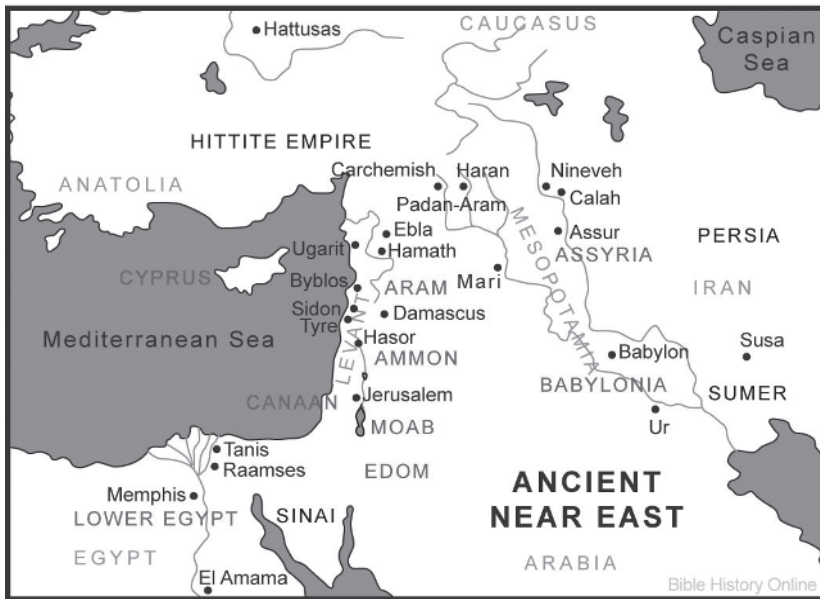 CAUCASUS
Hattusas
Caspian
Sea
HITTITE EMPIRE
Carchemish
Haran
Nineveh
ANATOLIA
Padan-Aram
Calah
MESOPOTAMIA
Ebla
Assur
Ugarit
Hamath
ASSYRIA
PERSIA
CYPRUS
Byblos
ARAM
Mari
IRAN
Sidon
Damascus
Tyre
LEVANT
Mediterranean Sea
Hasor
AMMON
Babylon
Susa
BABYLONIA
SUMER
CANAAN
Jerusalem
MOAB
Ur
Tanis
Raamses
EDOM
Memphis
ANCIENT
NEAR EAST
LOWER EGYPT
SINAI
EGYPT
ARABIA
El Amama
Bible History Online